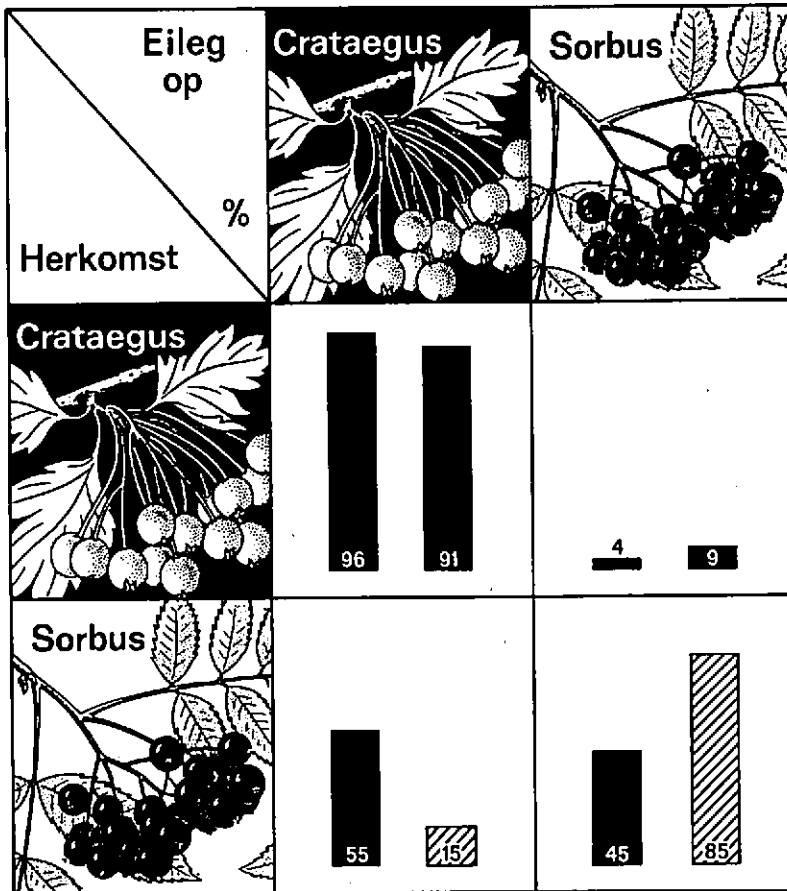 Eileg
op
%
Herkomst
Crataegus
Sorbus
Crataegus
96
91
4
9
Sorbus
55
15
45
85